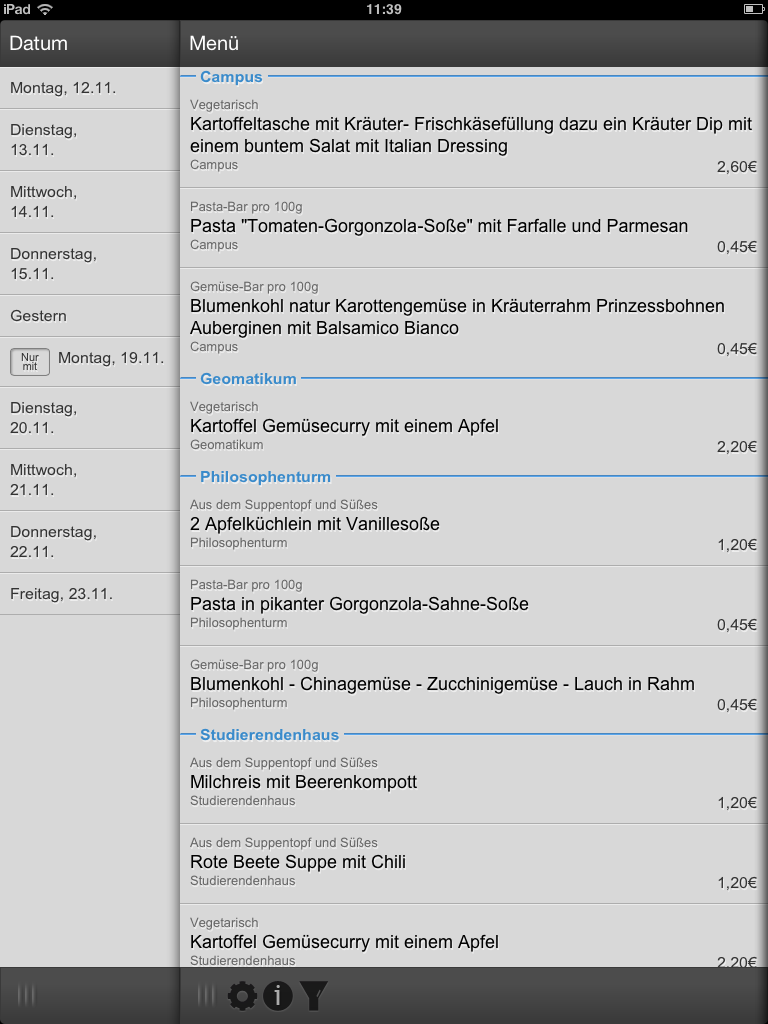 iPad
11:39
Datum
Montag, 12.11.
Dienstag,
13.11.
Mittwoch,
14.11.
Donnerstag,
15.11.
Gestern
Nur
mit
Montag, 19.11.
Dienstag,
20.11.
Mittwoch,
21.11.
Donnerstag,
22.11.
Freitag, 23.11.
Menü
Campus
Vegetarisch
Kartoffeltasche mit Kräuter- Frischkäsefüllung dazu ein Kräuter Dip mit
einem buntem Salat mit Italian Dressing
Campus
2,60€
Pasta-Bar pro 100g
Pasta "Tomaten-Gorgonzola-Soße" mit Farfalle und Parmesan
Campus
0,45€
Gemüse-Bar pro 100g
Blumenkohl natur Karottengemüse in Kräuterrahm Prinzessbohnen
Auberginen mit Balsamico Bianco
Campus
0,45€
Geomatikum
Vegetarisch
Kartoffel Gemüsecurry mit einem Apfel
Geomatikum
2,20€
Philosophenturm
Aus dem Suppentopf und Süßes
2 Apfelküchlein mit Vanillesoße
Philosophenturm
1,20€
Pasta-Bar pro 100g
Pasta in pikanter Gorgonzola-Sahne-Soße
Philosophenturm
0,45€
Gemüse-Bar pro 100g
Blumenkohl - Chinagemüse - Zucchinigemüse - Lauch in Rahm
Philosophenturm
0,45€
Studierendenhaus
Aus dem Suppentopf und Süßes
Milchreis mit Beerenkompott
Studierendenhaus
1,20€
Aus dem Suppentopf und Süßes
Rote Beete Suppe mit Chili
Studierendenhaus
1,20€
Vegetarisch
Kartoffel Gemüsecurry mit einem Apfel
Studierendenhaus
2,20€